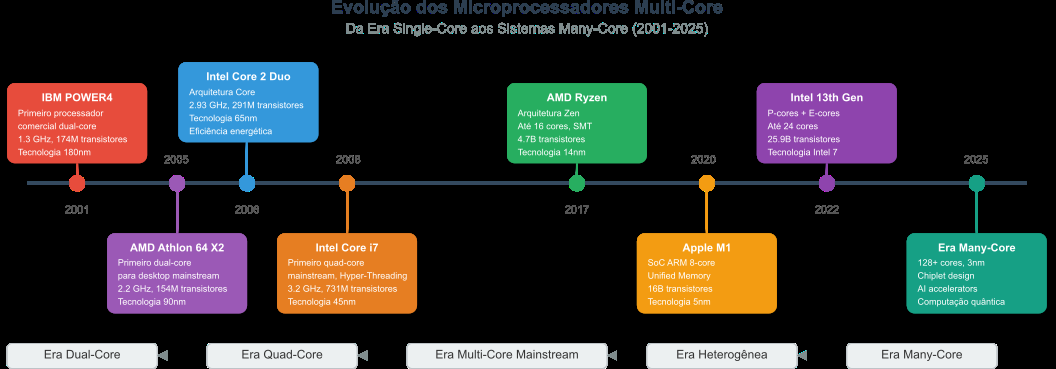 Evolução dos Microprocessadores Multi-Core
Da Era Single-Core aos Sistemas Many-Core (2001-2025)
IBM POWER4
Primeiro processador
comercial dual-core
1.3 GHz, 174M transistores
Tecnologia 180nm
2001
2005
AMD Athlon 64 X2
Primeiro dual-core
para desktop mainstream
2.2 GHz, 154M transistores
Tecnologia 90nm
Intel Core 2 Duo
Arquitetura Core
2.93 GHz, 291M transistores
Tecnologia 65nm
Eficiência energética
2006
2008
Intel Core i7
Primeiro quad-core
mainstream, Hyper-Threading
3.2 GHz, 731M transistores
Tecnologia 45nm
AMD Ryzen
Arquitetura Zen
Até 16 cores, SMT
4.7B transistores
Tecnologia 14nm
2017
2020
Apple M1
SoC ARM 8-core
Unified Memory
16B transistores
Tecnologia 5nm
Intel 13th Gen
P-cores + E-cores
Até 24 cores
25.9B transistores
Tecnologia Intel 7
2022
2025
Era Many-Core
128+ cores, 3nm
Chiplet design
AI accelerators
Computação quântica
Era Dual-Core
Era Quad-Core
Era Multi-Core Mainstream
Era Heterogênea
Era Many-Core